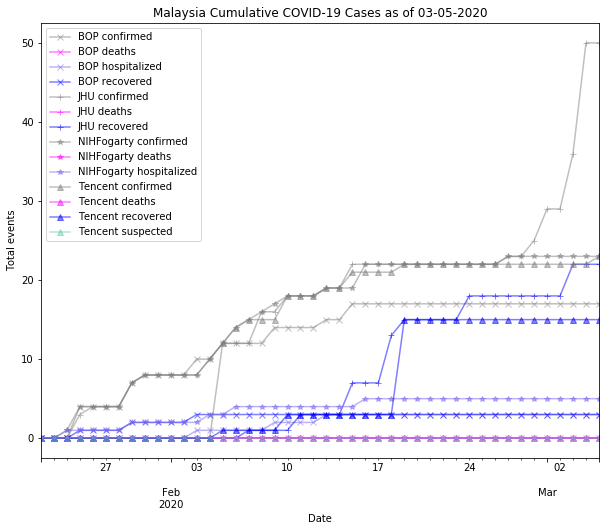 Malaysia Cumulative COVID-19 Cases as of 03-05-2020
50
40
30
20
10
0
Total events
BOP confirmed
BOP deaths
BOP hospitalized
BOP recovered
JHU confirmed
JHU deaths
JHU recovered
NIHFogarty confirmed
NIHFogarty deaths
NIHFogarty hospitalized
Tencent confirmed
Tencent deaths
Tencent recovered
Tencent suspected
27 03 10 17 24 02
Feb Mar
2020
Date